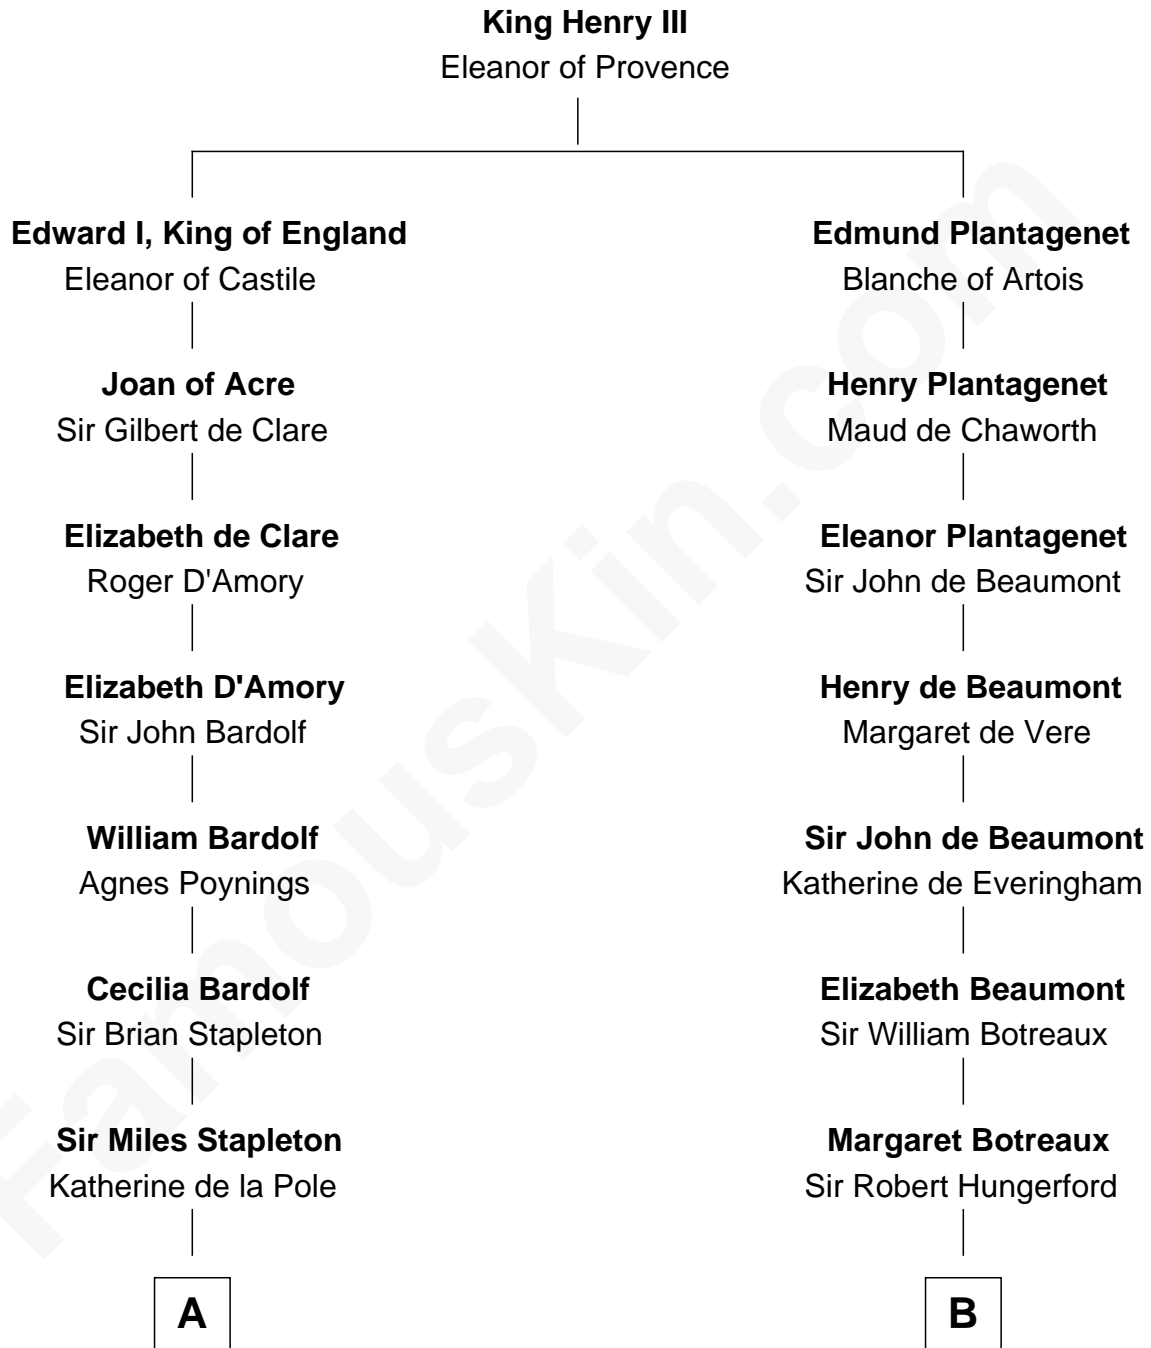 King Henry III
Eleanor of Provence
Edward I, King of England
Eleanor of Castile
Edmund Plantagenet
Blanche of Artois
Joan of Acre
Sir Gilbert de Clare
Henry Plantagenet
Maud de Chaworth
Elizabeth de Clare
Roger D'Amory
Eleanor Plantagenet
Sir John de Beaumont
Elizabeth D'Amory
Sir John Bardolf
Henry de Beaumont
Margaret de Vere
William Bardolf
Agnes Poynings
Sir John de Beaumont
Katherine de Everingham
Cecilia Bardolf
Sir Brian Stapleton
Elizabeth Beaumont
Sir William Botreaux
Sir Miles Stapleton
Katherine de la Pole
Margaret Botreaux
Sir Robert Hungerford
A
B
FamousKin.com